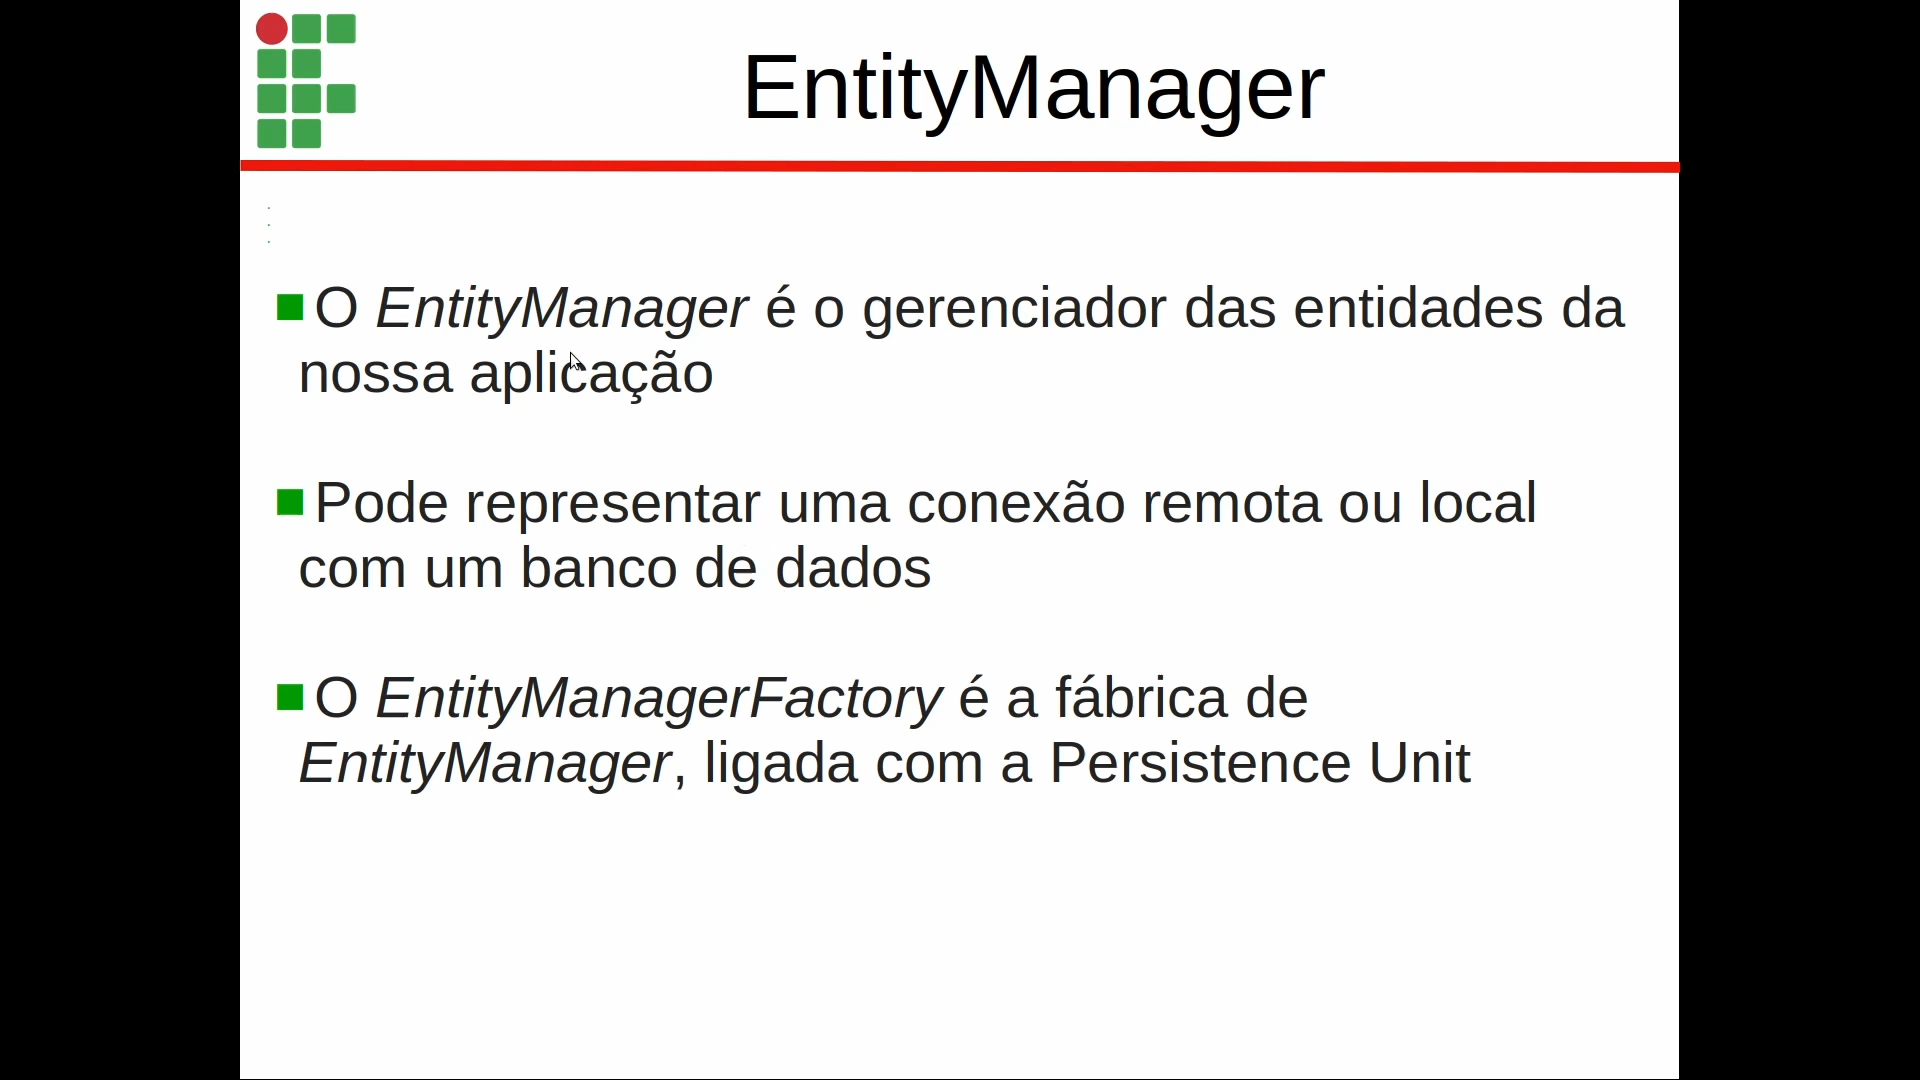 EntityManager
O EntityManager é o gerenciador das entidades da
nossa aplicação
Pode representar uma conexão remota ou local
com um banco de dados
O EntityManagerFactory é a fábrica de
EntityManager, ligada com a Persistence Unit